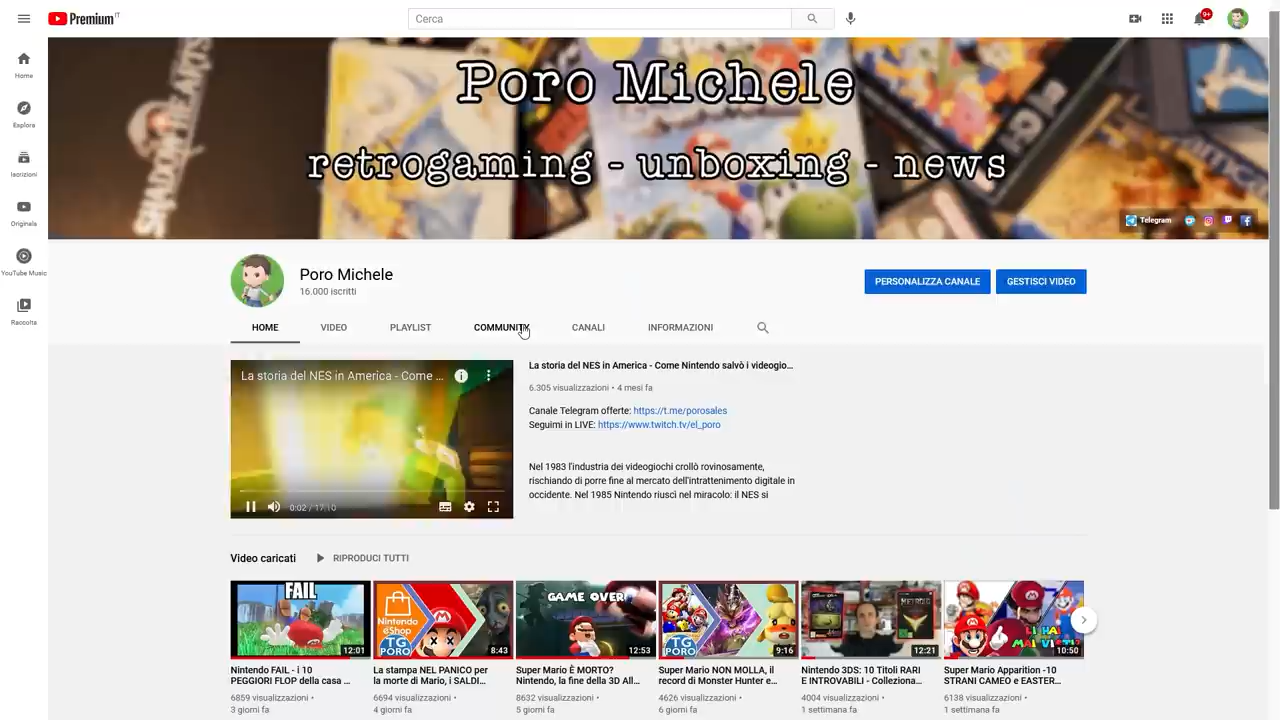 Premium IT
Cerca
9+
Home
Esplora
Iscrizioni
Originals
YouTube Music
Raccolta
Poro Michele
retrogaming - unboxing - news
Telegram
Poro Michele
16.000 iscritti
PERSONALIZZA CANALE
GESTISCI VIDEO
HOME
VIDEO
PLAYLIST
COMMUNITY
CANALI
INFORMAZIONI
La storia del NES in America - Come ...
0:02 / 17:10
La storia del NES in America - Come Nintendo salvò i videogio...
6.305 visualizzazioni • 4 mesi fa
Canale Telegram offerte: https://t.me/porosales
Seguimi in LIVE: https://www.twitch.tv/el_poro
Nel 1983 l'industria dei videogiochi crollò rovinosamente,
rischiando di porre fine al mercato dell'intrattenimento digitale in
occidente. Nel 1985 Nintendo riuscì nel miracolo: il NES si
Video caricati
RIPRODUCI TUTTI
FAIL
12:01
Nintendo eShop
TG PORO
8:43
GAME OVER!
12:53
TG PORO
9:16
METROID
12:21
10:50
Nintendo FAIL - i 10
PEGGIORI FLOP della casa ...
6859 visualizzazioni •
3 giorni fa
La stampa NEL PANICO per
la morte di Mario, i SALDI...
6694 visualizzazioni •
4 giorni fa
Super Mario È MORTO?
Nintendo, la fine della 3D All...
8632 visualizzazioni •
5 giorni fa
Super Mario NON MOLLA, il
record di Monster Hunter e...
4626 visualizzazioni •
6 giorni fa
Nintendo 3DS: 10 Titoli RARI
E INTROVABILI - Colleziona...
4004 visualizzazioni •
1 settimana fa
Super Mario Apparition -10
STRANI CAMEO e EASTER...
6138 visualizzazioni •
1 settimana fa